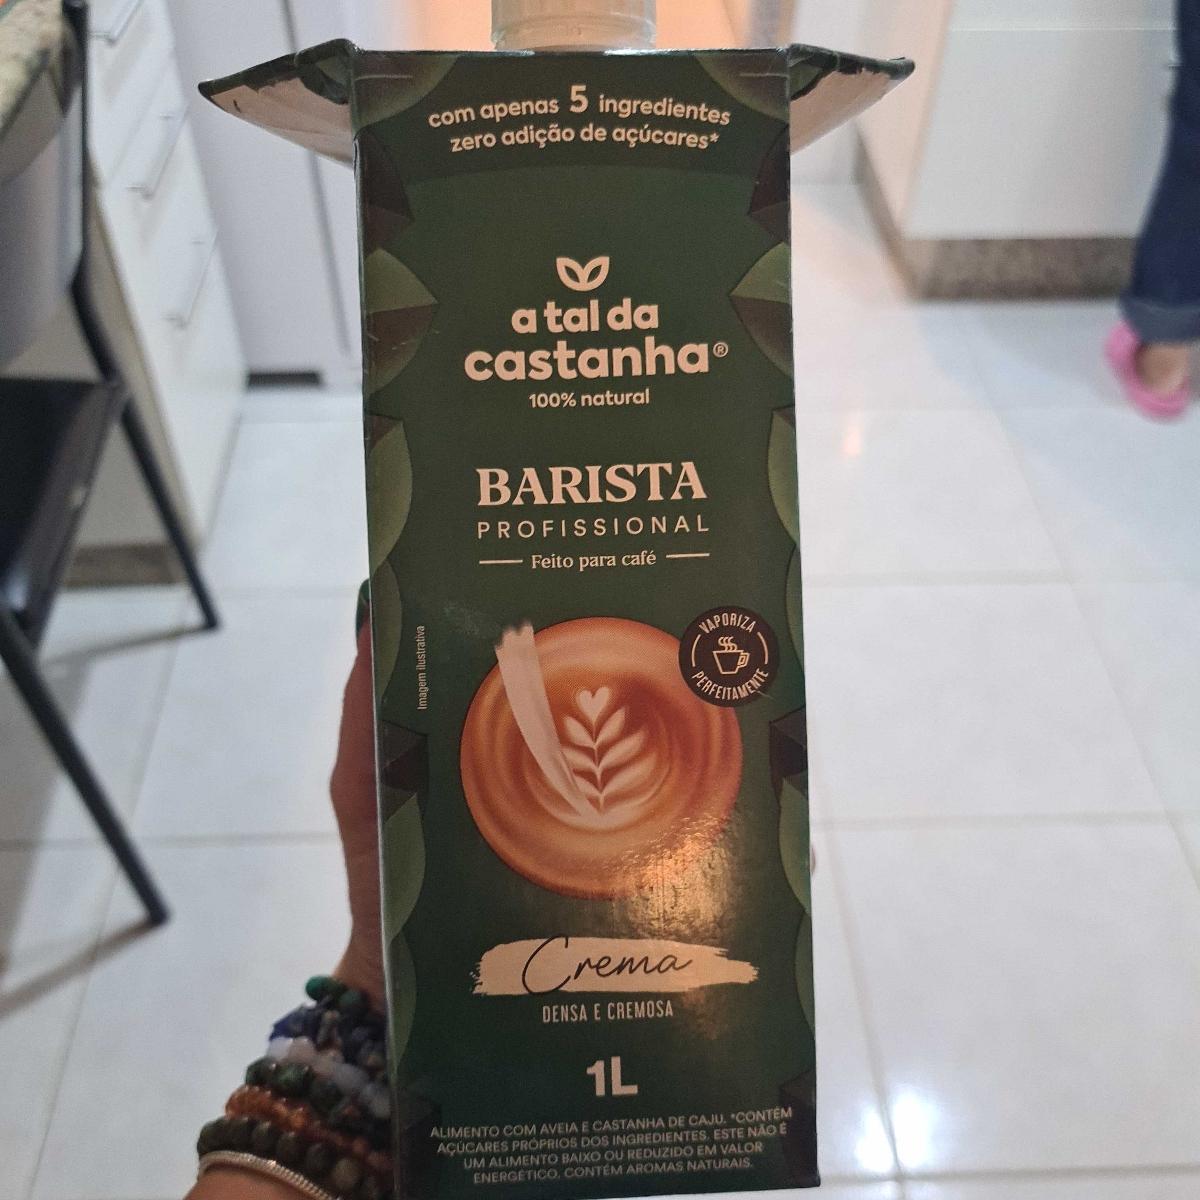 com apenas 5 ingredientes
zero adição de açúcares*
a tal da
castanha®
100% natural
BARISTA
PROFISSIONAL
Feito para café
VAPORIZA
PERFEITAMENTE
Imagem ilustrativa
Crema
DENSA E CREMOSA
1L
ALIMENTO COM AVEIA E CASTANHA DE CAJU. *CONTÉM
AÇÚCARES PRÓPRIOS DOS INGREDIENTES. ESTE NÃO É
UM ALIMENTO BAIXO OU REDUZIDO EM VALOR
ENERGÉTICO. CONTÉM AROMAS NATURAIS.